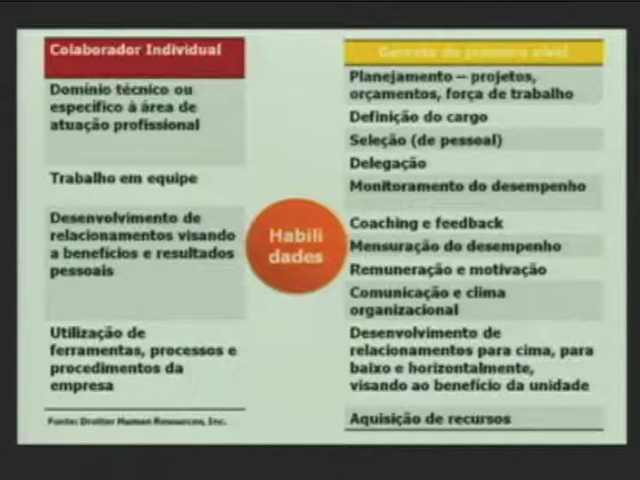 Colaborador Individual
Domínio técnico ou
específico à área de
atuação profissional
Trabalho em equipe
Desenvolvimento de
relacionamentos visando
a benefícios e resultados
pessoais
Utilização de
ferramentas, processos e
procedimentos da
empresa
Fonte: Drotter Human Resources, Inc.
Habili
dades
Gerente de primeiro nível
Planejamento – projetos,
orçamentos, força de trabalho
Definição do cargo
Seleção (de pessoal)
Delegação
Monitoramento do desempenho
Coaching e feedback
Mensuração do desempenho
Remuneração e motivação
Comunicação e clima
organizacional
Desenvolvimento de
relacionamentos para cima, para
baixo e horizontalmente,
visando ao benefício da unidade
Aquisição de recursos